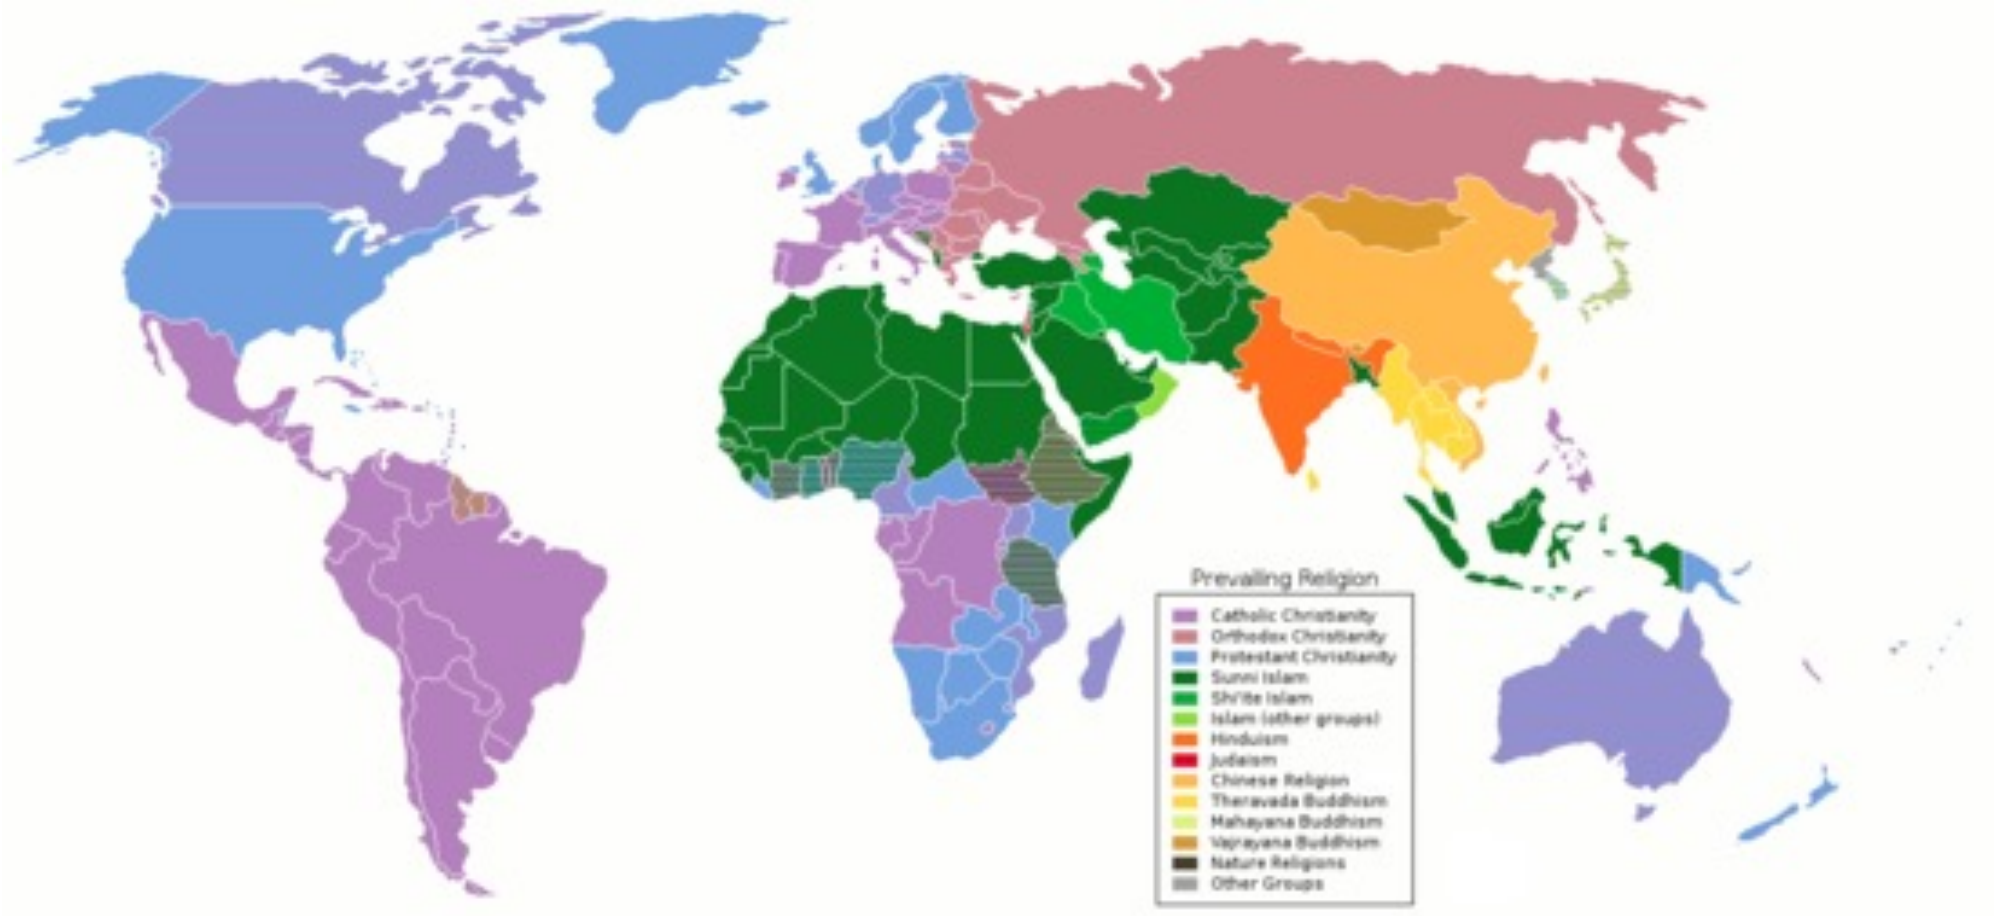 Prevailing Religion
Catholic Christianity
Orthodox Christianity
Protestant Christianity
Sunni Islam
Shi'ite Islam
Islam (other groups)
Hinduism
Judaism
Chinese Religion
Theravada Buddhism
Mahayana Buddhism
Vajrayana Buddhism
Nature Religions
Other Groups